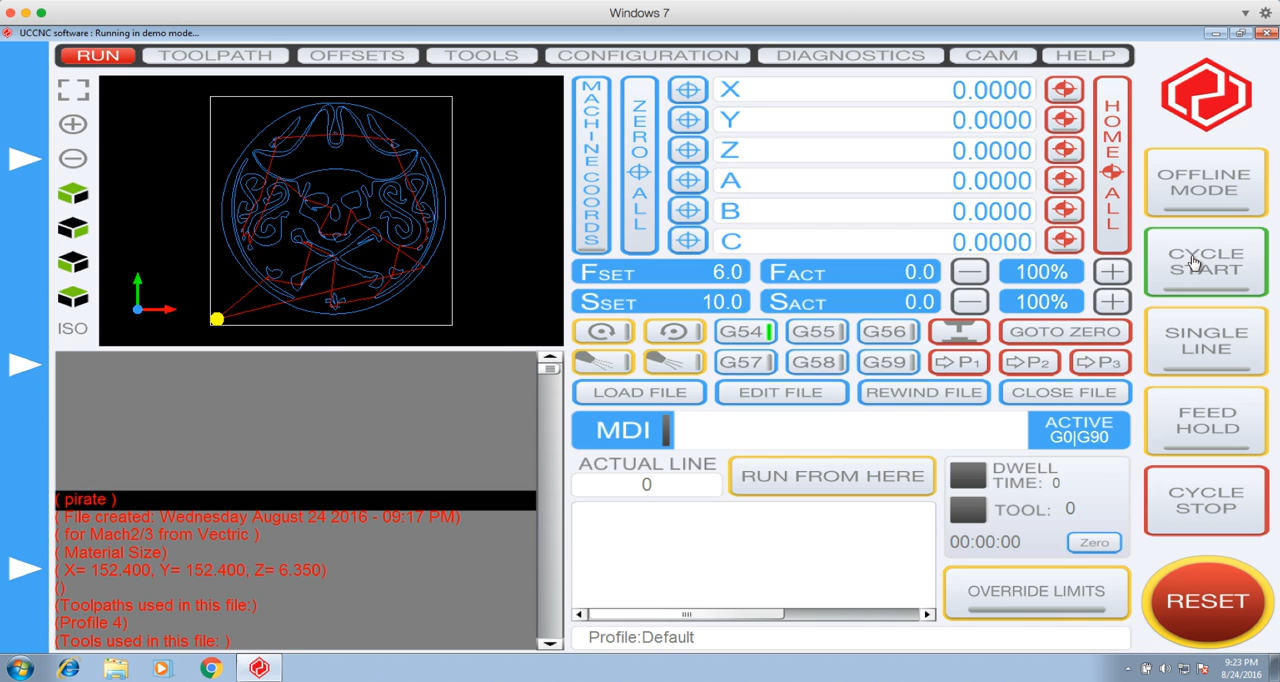 Windows 7
UCCNC software : Running in demo mode...
RUN
TOOLPATH
OFFSETS
TOOLS
CONFIGURATION
DIAGNOSTICS
CAM
HELP
ISO
MACHINE COORDS
ZERO ALL
X 0.0000
Y 0.0000
Z 0.0000
A 0.0000
B 0.0000
C 0.0000
HOME ALL
FSET 6.0
FACT 0.0
100%
SSET 10.0
SACT 0.0
100%
G54
G55
G56
GOTO ZERO
G57
G58
G59
P1
P2
P3
LOAD FILE
EDIT FILE
REWIND FILE
CLOSE FILE
MDI
ACTIVE
G0|G90
ACTUAL LINE
0
RUN FROM HERE
DWELL
TIME: 0
TOOL: 0
00:00:00
Zero
OVERRIDE LIMITS
Profile:Default
OFFLINE
MODE
CYCLE
START
SINGLE
LINE
FEED
HOLD
CYCLE
STOP
RESET
( pirate )
( File created: Wednesday August 24 2016 - 09:17 PM)
( for Mach2/3 from Vectric )
( Material Size)
( X= 152.400, Y= 152.400, Z= 6.350)
()
(Toolpaths used in this file:)
(Profile 4)
(Tools used in this file: )
9:23 PM
8/24/2016